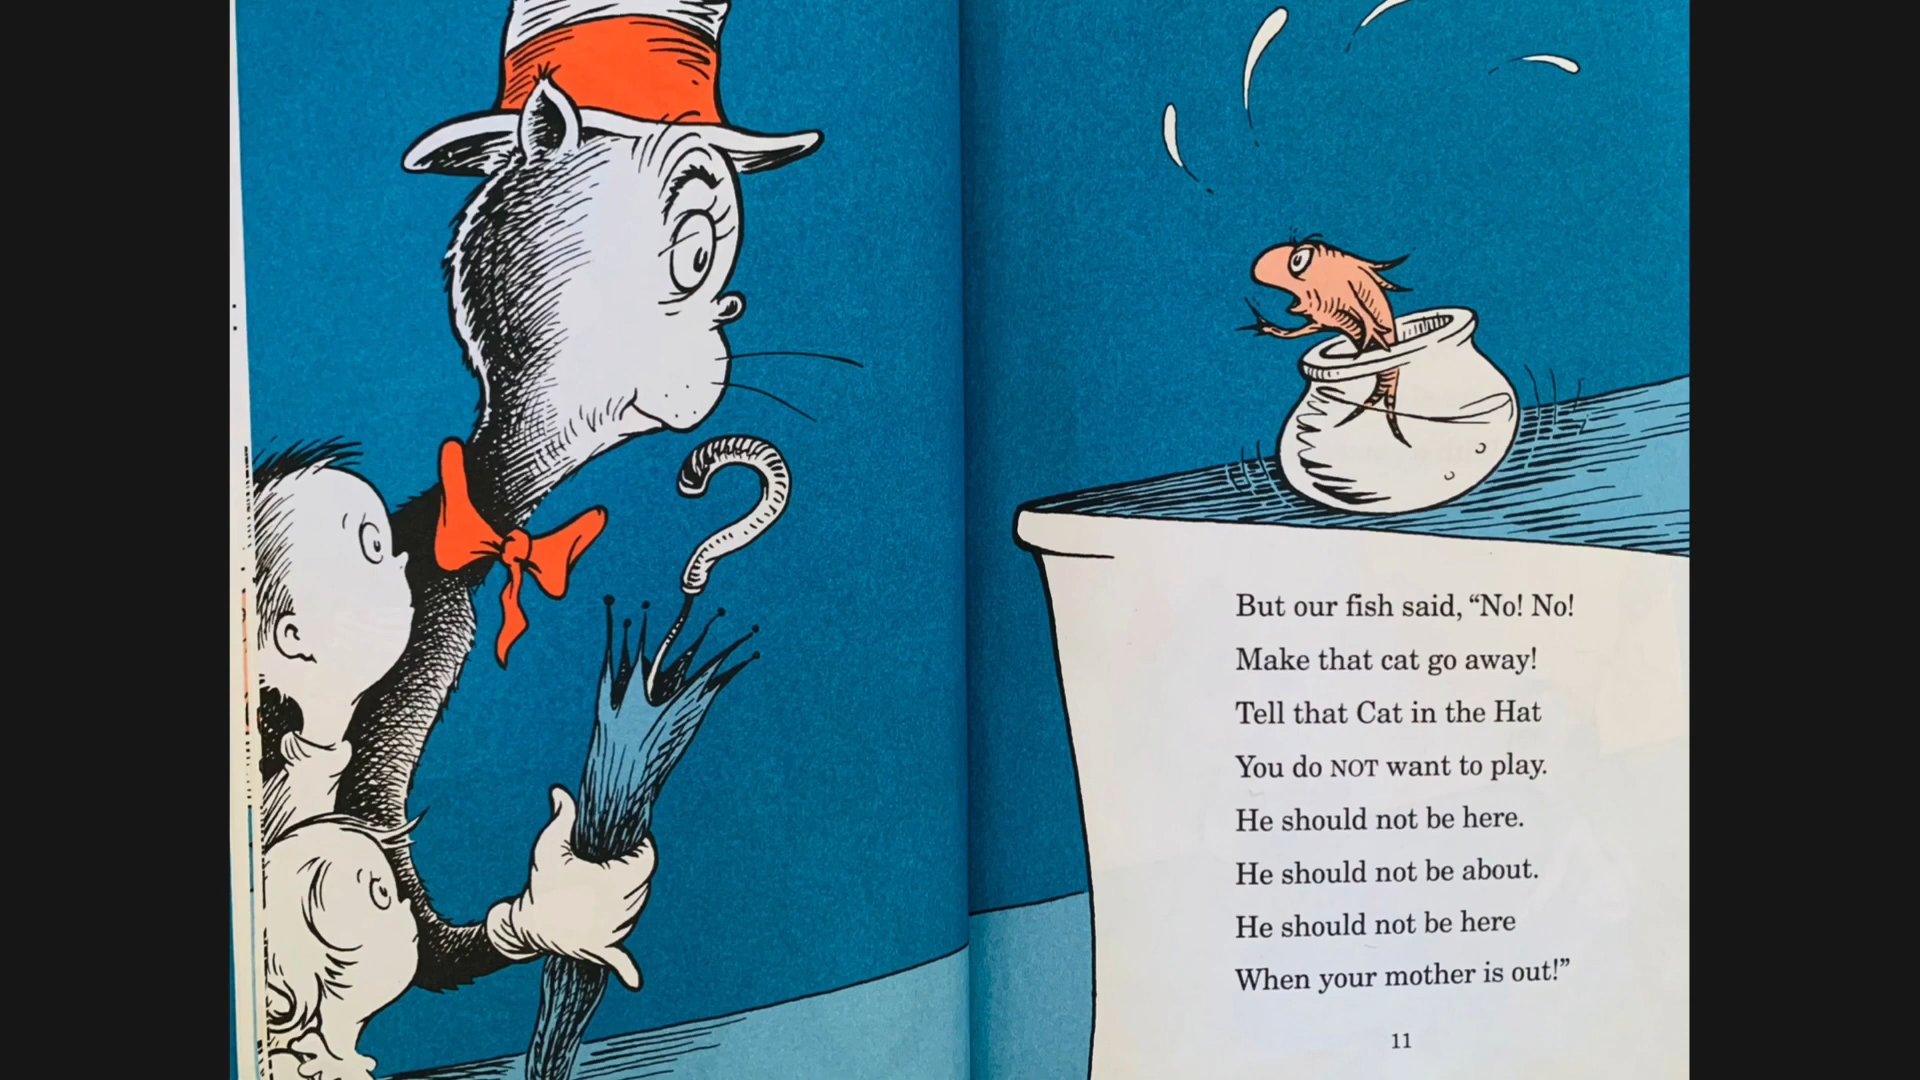 But our fish said, “No! No!
Make that cat go away!
Tell that Cat in the Hat
You do NOT want to play.
He should not be here.
He should not be about.
He should not be here
When your mother is out!”
11